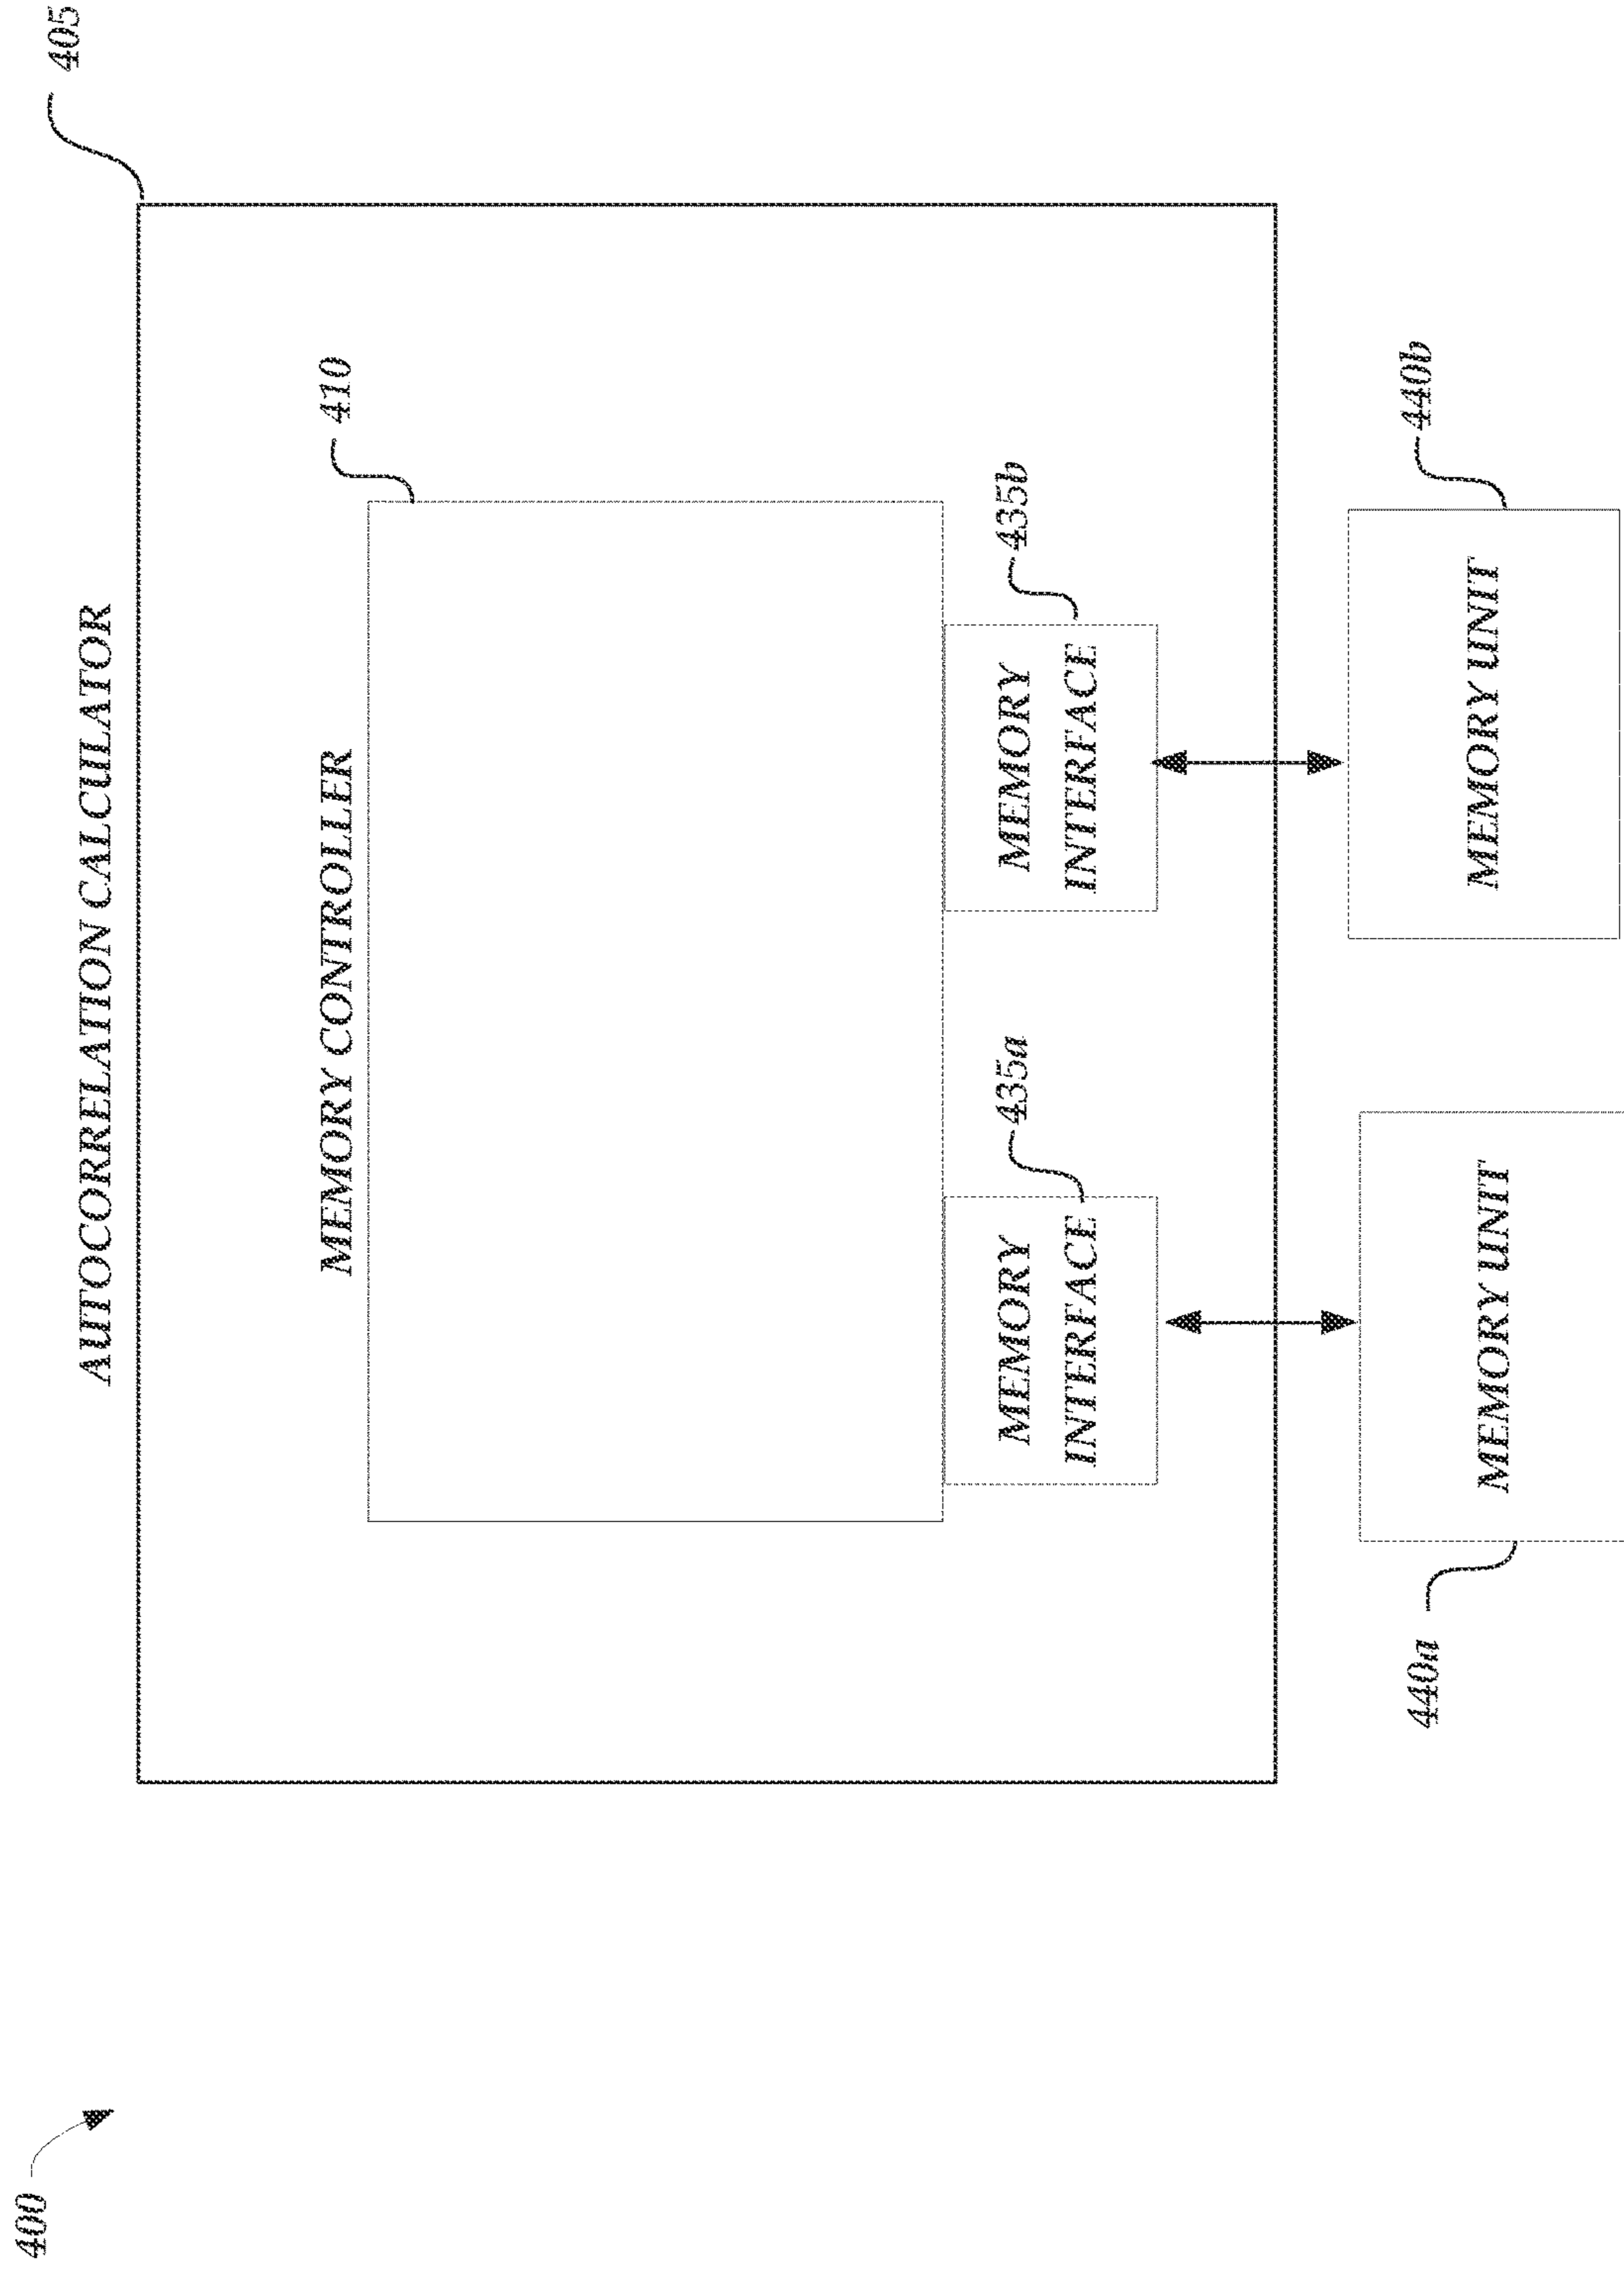 400
AUTOCORRELATION CALCULATOR
405
MEMORY CONTROLLER
410
MEMORY
INTERFACE
435a
MEMORY
INTERFACE
435b
440a
MEMORY UNIT
MEMORY UNIT
440b